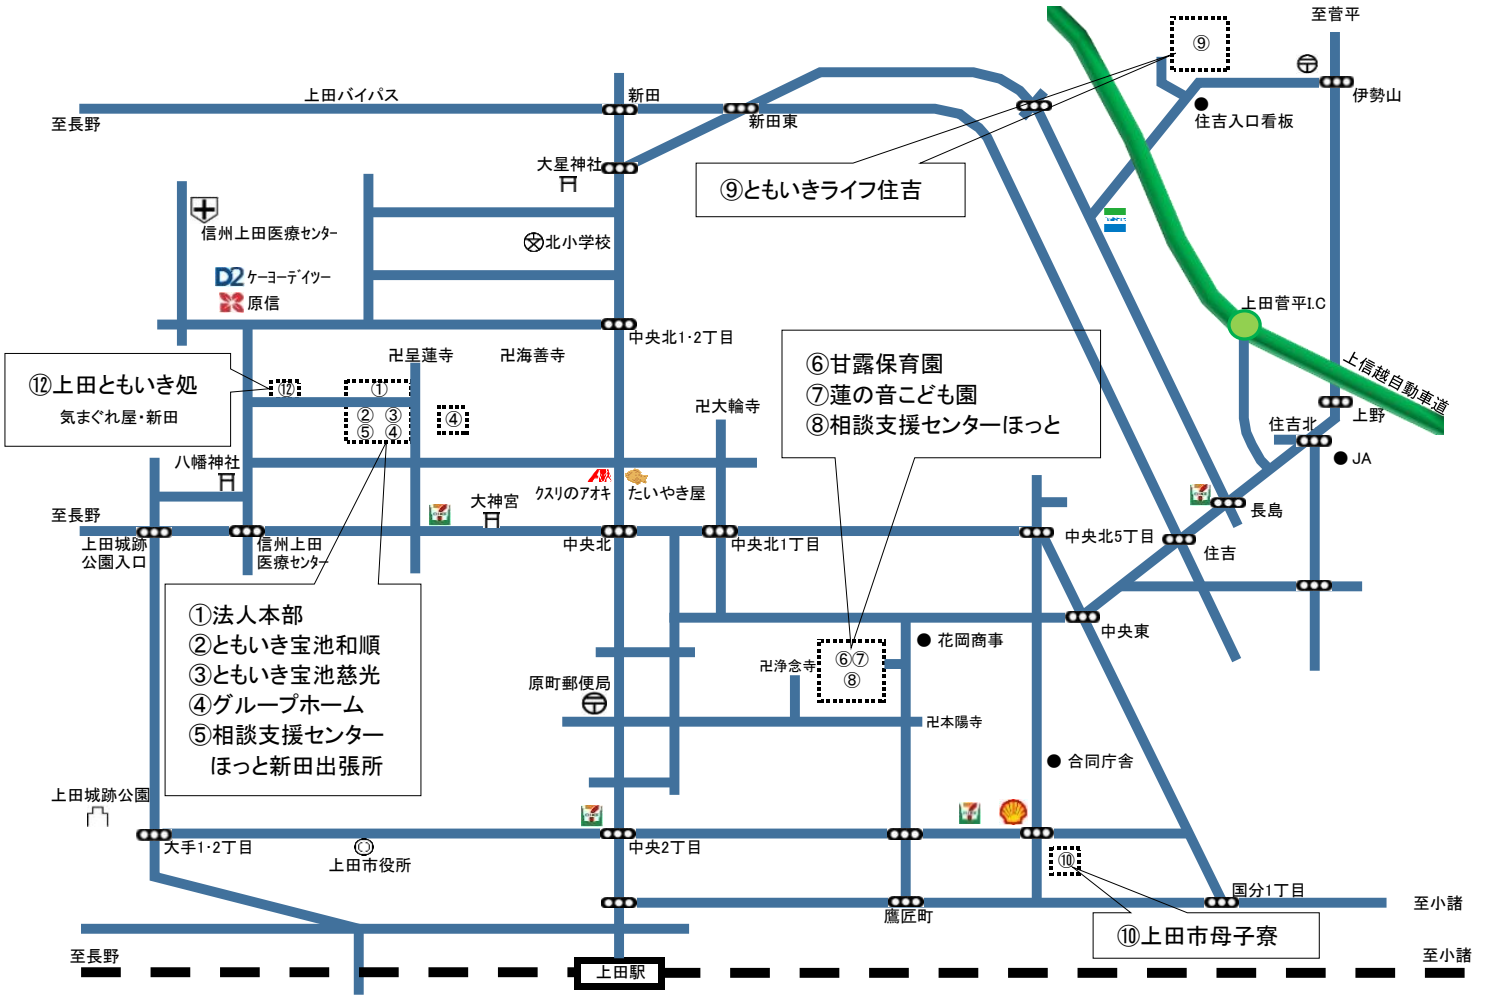 至菅平
⑨
上田バイパス
新田
伊勢山
至長野
新田東
住吉入口看板
大星神社
⑨ともいきライフ住吉
信州上田医療センター
北小学校
D2 ケーヨーデイツー
原信
上田菅平I.C
中央北1・2丁目
卍呈蓮寺
卍海善寺
上信越自動車道
⑫上田ともいき処
気まぐれ屋・新田
⑫
①
② ③
⑤ ④
④
⑥甘露保育園
⑦蓮の音こども園
⑧相談支援センターほっと
卍大輪寺
上野
住吉北
JA
八幡神社
クスリのアオキ
たいやき屋
大神宮
至長野
長島
上田城跡
公園入口
信州上田
医療センター
中央北
中央北1丁目
中央北5丁目
住吉
①法人本部
②ともいき宝池和順
③ともいき宝池慈光
④グループホーム
⑤相談支援センター
ほっと新田出張所
中央東
花岡商事
卍浄念寺
⑥⑦
⑧
原町郵便局
卍本陽寺
合同庁舎
上田城跡公園
大手1・2丁目
上田市役所
中央2丁目
⑩
国分1丁目
鷹匠町
至小諸
⑩上田市母子寮
至長野
上田駅
至小諸